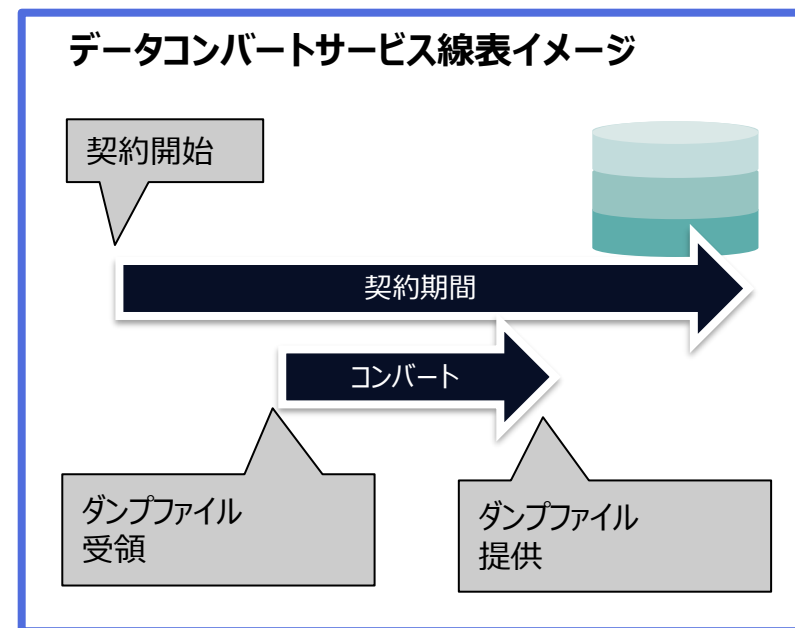 データコンバートサービス線表イメージ
契約開始
契約期間
コンバート
ダンプファイル
受領
ダンプファイル
提供